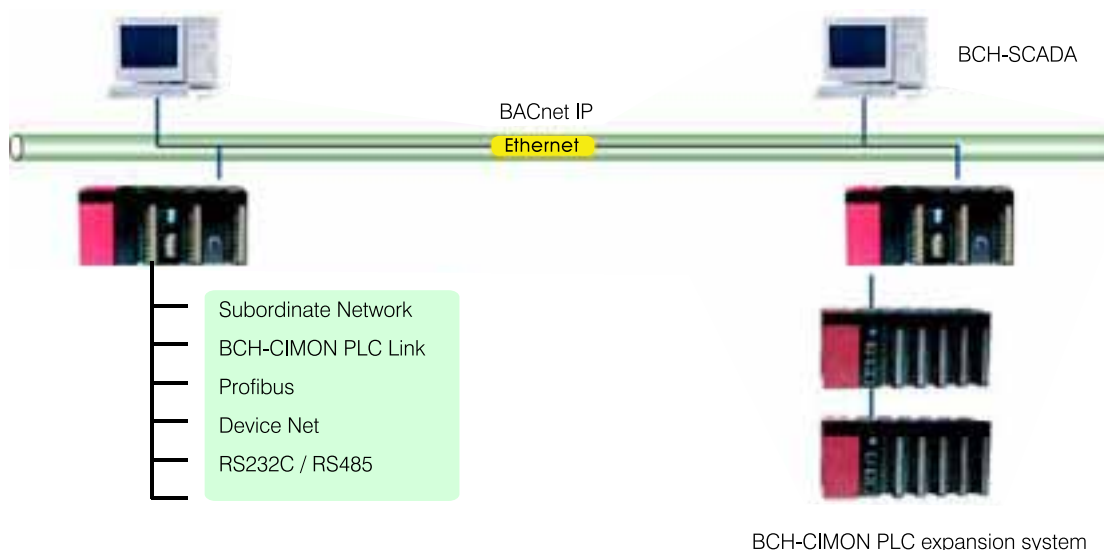 BCH-SCADA
BACnet IP
Ethernet
Subordinate Network
BCH-CIMON PLC Link
Profibus
Device Net
RS232C / RS485
BCH-CIMON PLC expansion system